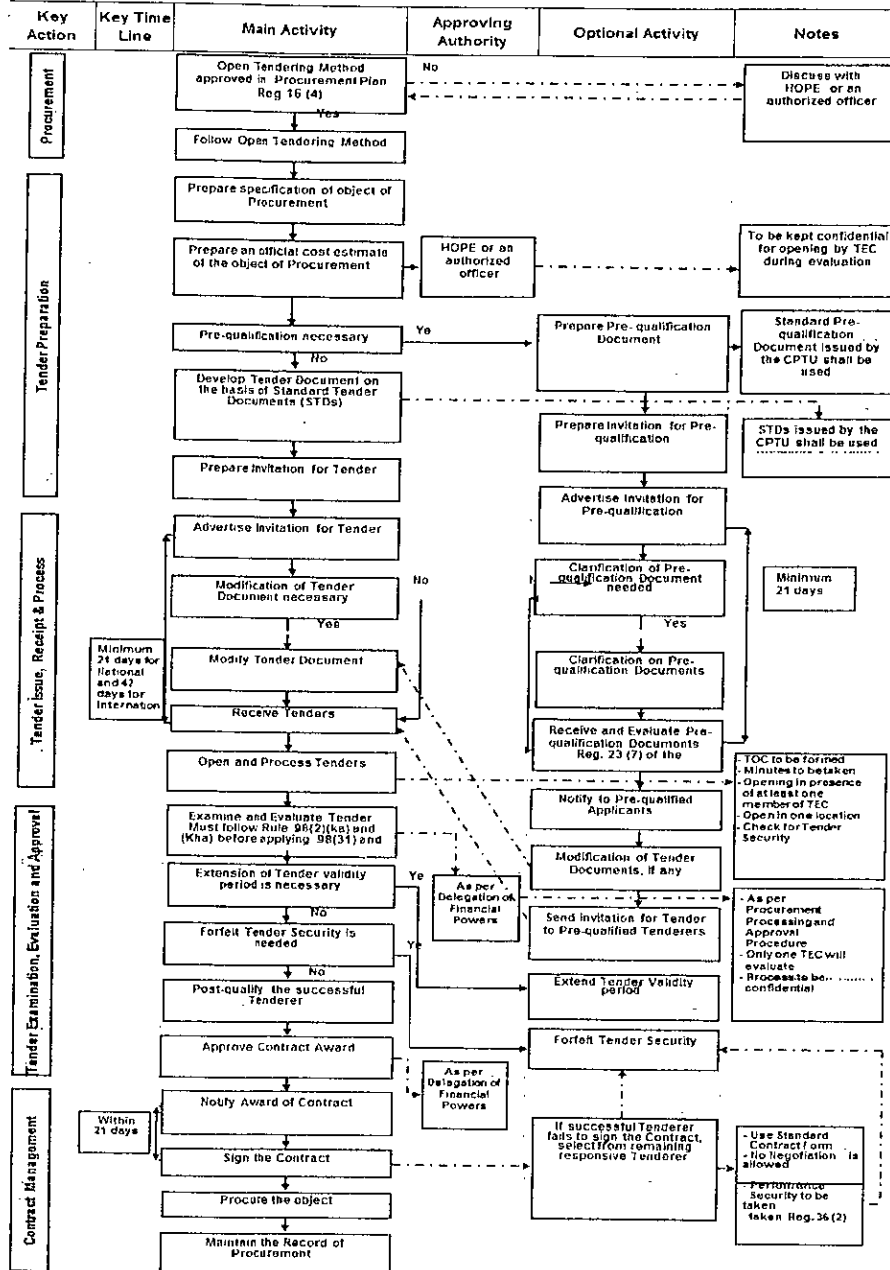 Key
Action
Key Time
Line
Main Activity
Approving
Authority
Optional Activity
Notes
Procurement
Open Tendering Method
approved in Procurement Plan
Reg 16 (4)
No
Discuss with
HOPE or an
authorized officer
Yes
Follow Open Tendering Method
Tender Preparation
Prepare specification of object of
Procurement
Prepare an official cost estimate
of the object of Procurement
HOPE or an
authorized
officer
To be kept confidential
for opening by TEC
during evaluation
Pre-qualification necessary
Ye
Prepare Pre- qualification
Document
Standard Pre-
qualification
Document issued by
the CPTU shall be
used
No
Develop Tender Document on
the basis of Standard Tender
Documents (STDs)
Prepare Invitation for Pre-
qualification
STDs issued by the
CPTU shall be used
Prepare Invitation for Tender
Advertise Invitation for
Pre-qualification
Tender Issue, Receipt & Process
Advertise Invitation for Tender
No
Clarification of Pre-
qualification Document
needed
Minimum
21 days
Modification of Tender
Document necessary
Yes
Yes
Minimum
21 days for
National
and 42
days for
Internation
Modify Tender Document
Clarification on Pre-
qualification Documents
Receive Tenders
Receive and Evaluate Pre-
qualification Documents
Reg. 23 (7) of the
Open and Process Tenders
- TOC to be formed
- Minutes to be taken
- Opening in presence
of at least one
member of TEC
- Open in one location
- Check for Tender
Security
Notify to Pre-qualified
Applicants
Tender Examination, Evaluation and Approval
Examine and Evaluate Tender
Must follow Rule 98(2)(ka) and
(Kha) before applying 98(31) and
Modification of Tender
Documents, if any
Extension of Tender validity
period is necessary
Ye
As per
Delegation of
Financial
Powers
- As per
Procurement
Processing and
Approval
Procedure
- Only one TEC will
evaluate
- Process to be
confidential
No
Send Invitation for Tender
to Pre-qualified Tenderers
Forfeit Tender Security is
needed
Ye
No
Extend Tender Validity
period
Post-qualify the successful
Tenderer
Forfeit Tender Security
Approve Contract Award
As per
Delegation of
Financial
Powers
Contract Management
Within
21 days
Notify Award of Contract
If successful Tenderer
fails to sign the Contract,
select from remaining
responsive Tenderer
- Use Standard
Contract Form
- No Negotiation is
allowed
Sign the Contract
- Performance
Security to be
taken
taken Reg. 36 (2)
Procure the object
Maintain the Record of
Procurement